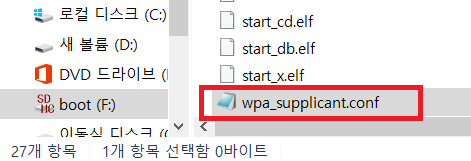 로컬 디스크 (C:)
새 볼륨 (D:)
DVD 드라이브 (
boot (F:)
이동식 디스크 (
start_cd.elf
start_db.elf
start_x.elf
wpa_supplicant.conf
27개 항목
1개 항목 선택함 0바이트